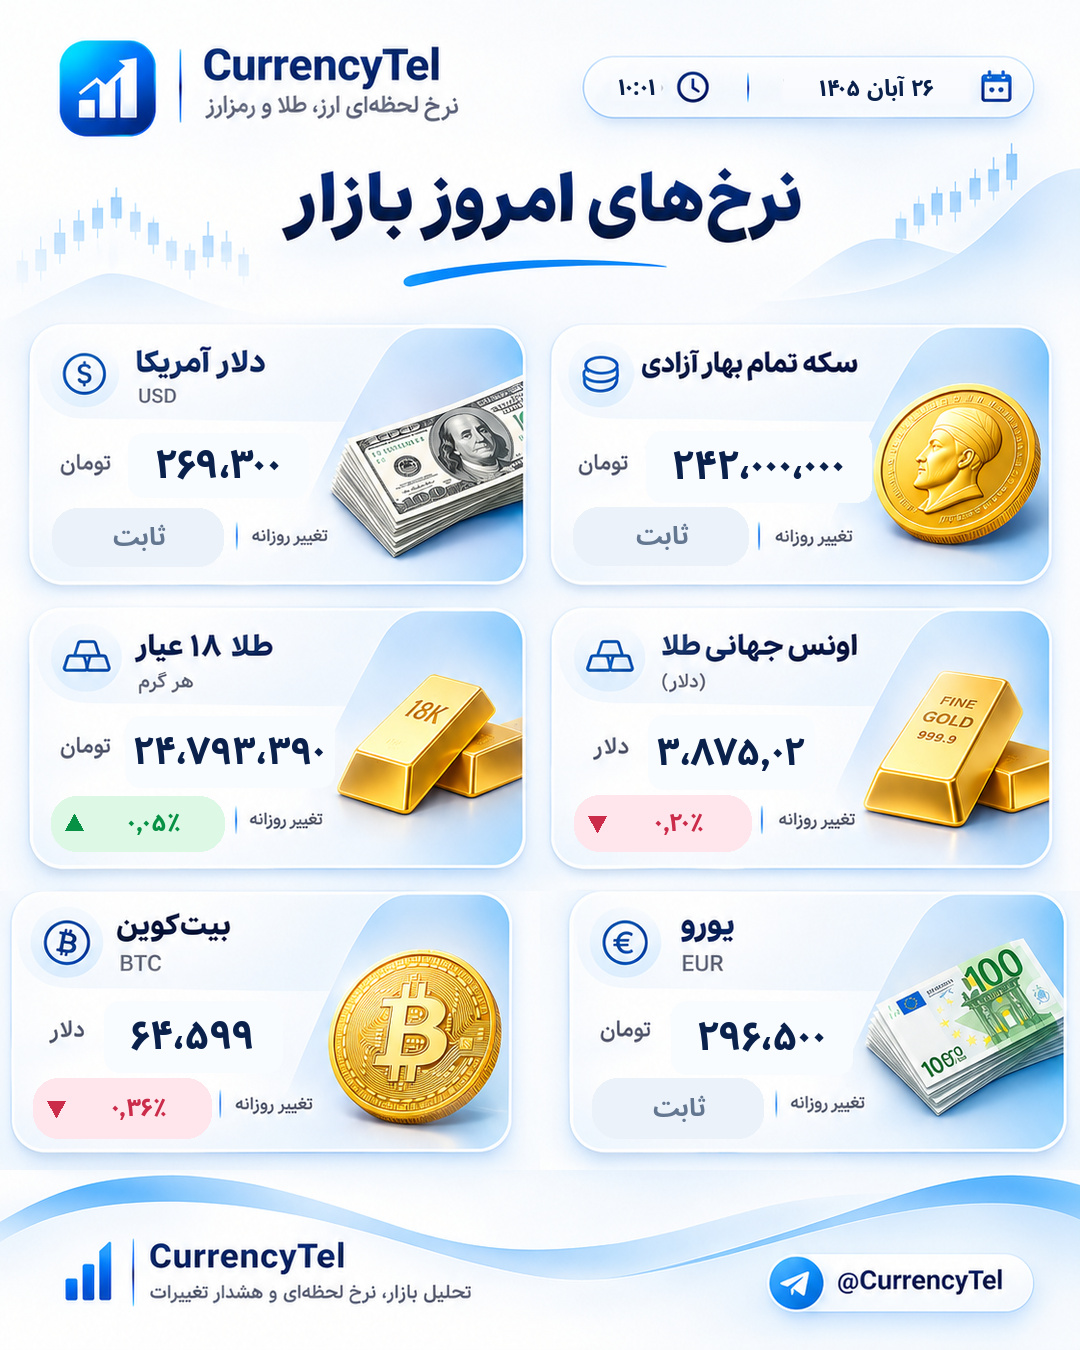 CurrencyTel
نرخ لحظه‌ای ارز، طلا و رمزارز
۲۶ آبان ۱۴۰۵
۱۰:۰۱
نرخ‌های امروز بازار
سکه تمام بهار آزادی
۲۴۲،۰۰۰،۰۰۰ تومان
تغییر روزانه
ثابت
دلار آمریکا
USD
۲۶۹،۳۰۰ تومان
تغییر روزانه
ثابت
اونس جهانی طلا
(دلار)
۳،۸۷۵,۰۲ دلار
تغییر روزانه
۰,۲۰٪ ▼
FINE
GOLD
999.9
طلا ۱۸ عیار
هر گرم
۲۴،۷۹۳،۳۹۰ تومان
تغییر روزانه
۰,۰۵٪ ▲
18K
یورو
EUR
۲۹۶،۵۰۰ تومان
تغییر روزانه
ثابت
100
بیت‌کوین
BTC
۶۴،۵۹۹ دلار
تغییر روزانه
۰,۳۶٪ ▼
CurrencyTel
تحلیل بازار، نرخ لحظه‌ای و هشدار تغییرات
@CurrencyTel